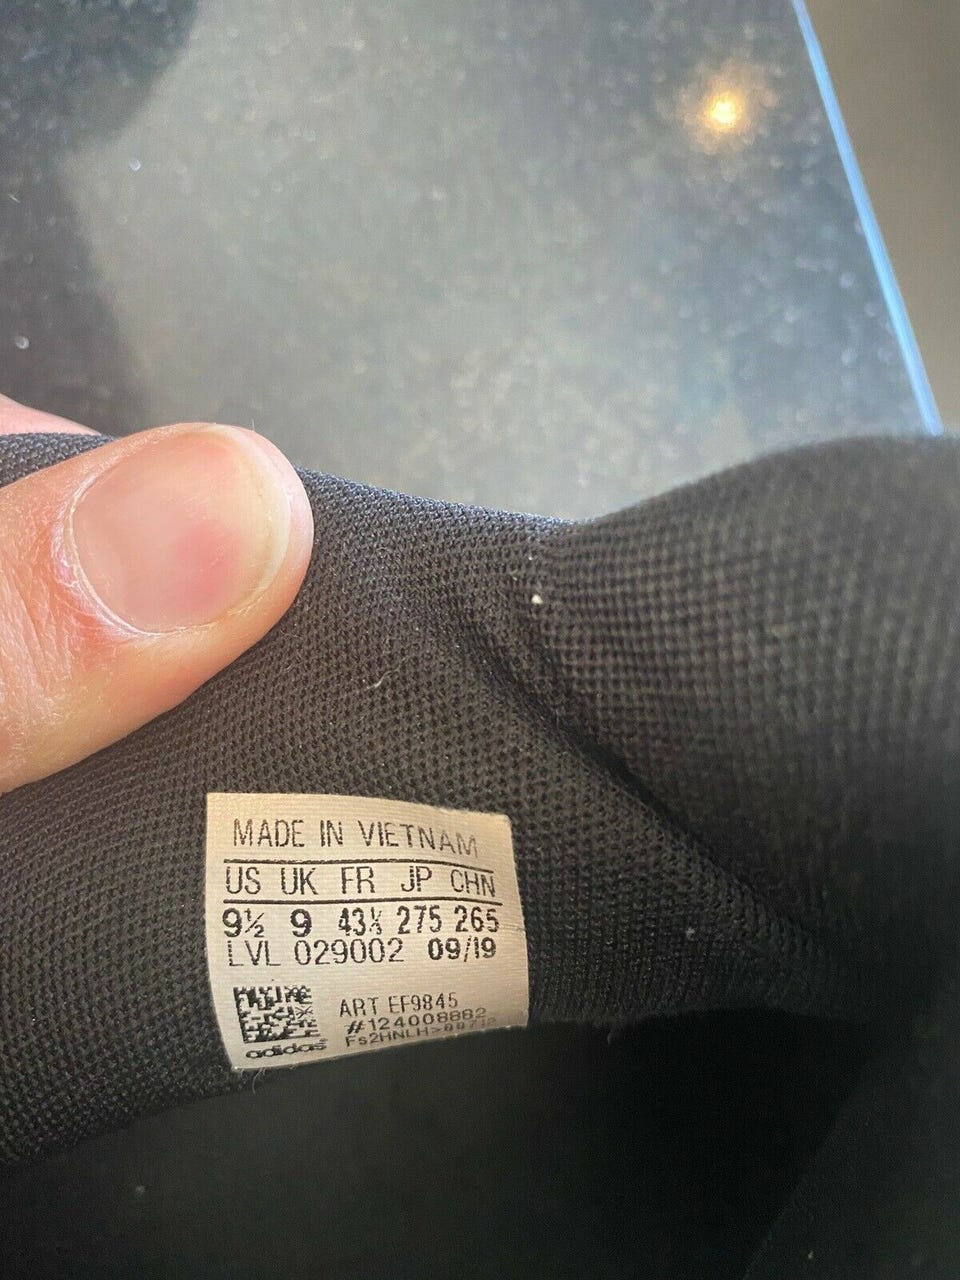 MADE IN VIETNAM
US UK FR JP CHN
9½ 9 43⅓ 275 265
LVL 029002 09/19
ART EF9845
#124008882
adidas